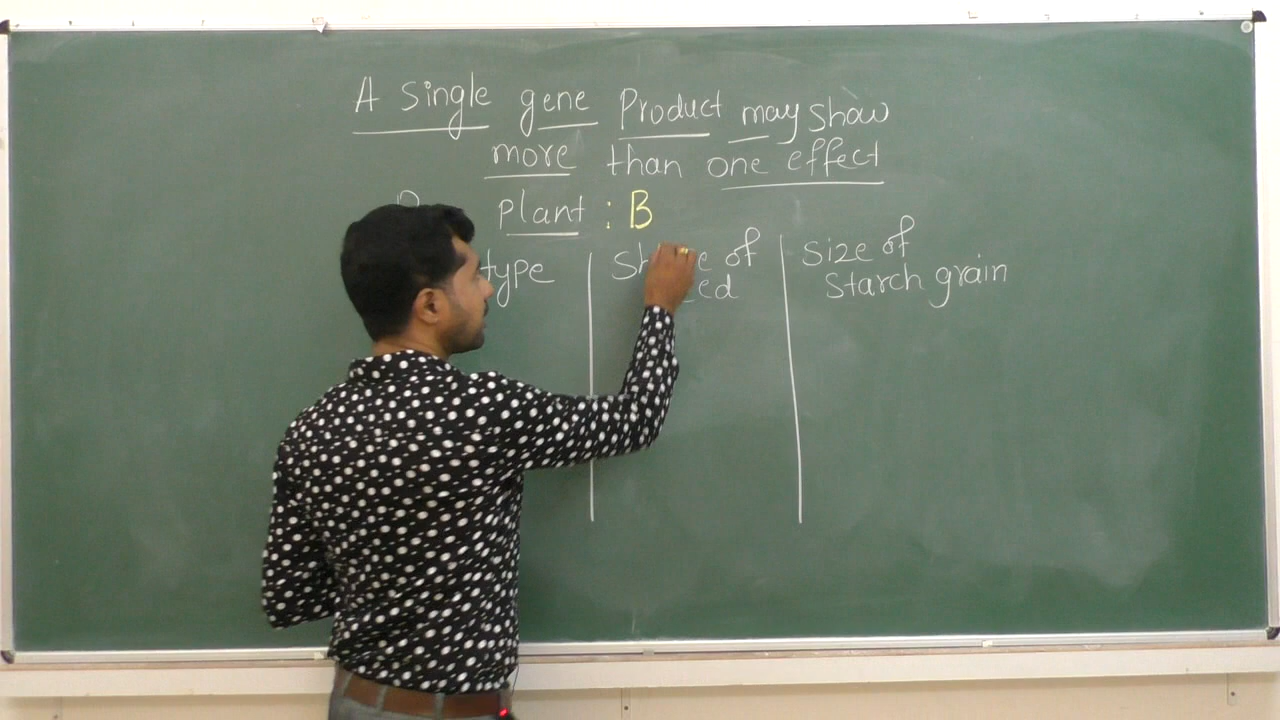 A single gene Product may show
more than one effect
plant : B
type
Shape of
seed
Size of
Starch grain